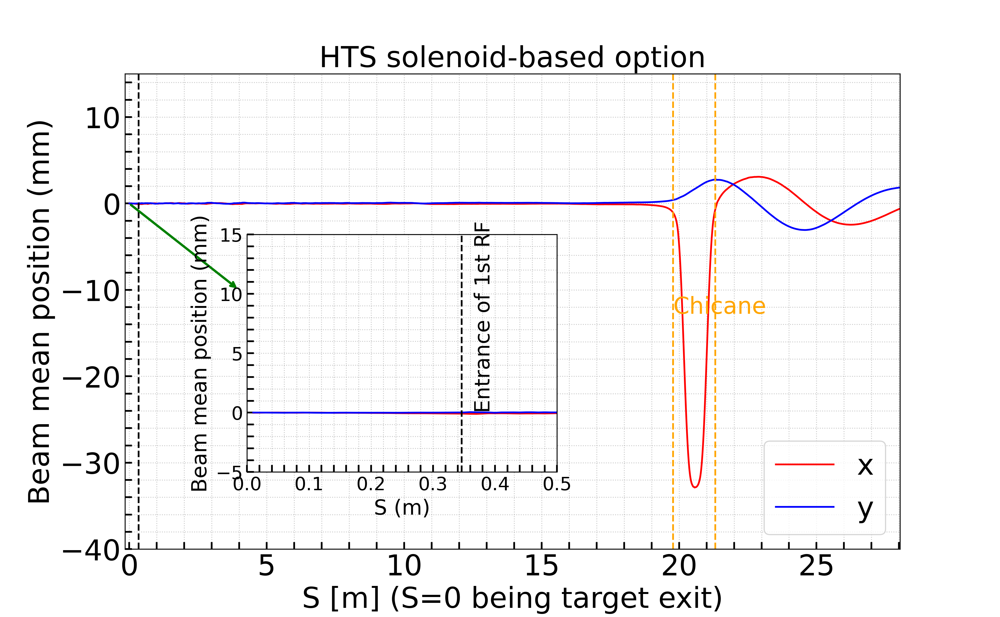 HTS solenoid-based option
Beam mean position (mm)
10
0
−10
−20
−30
−40
0 5 10 15 20 25
S [m] (S=0 being target exit)
Beam mean position (mm)
15
10
5
0
−5
0.0 0.1 0.2 0.3 0.4 0.5
S (m)
Entrance of 1st RF
Chicane
x
y